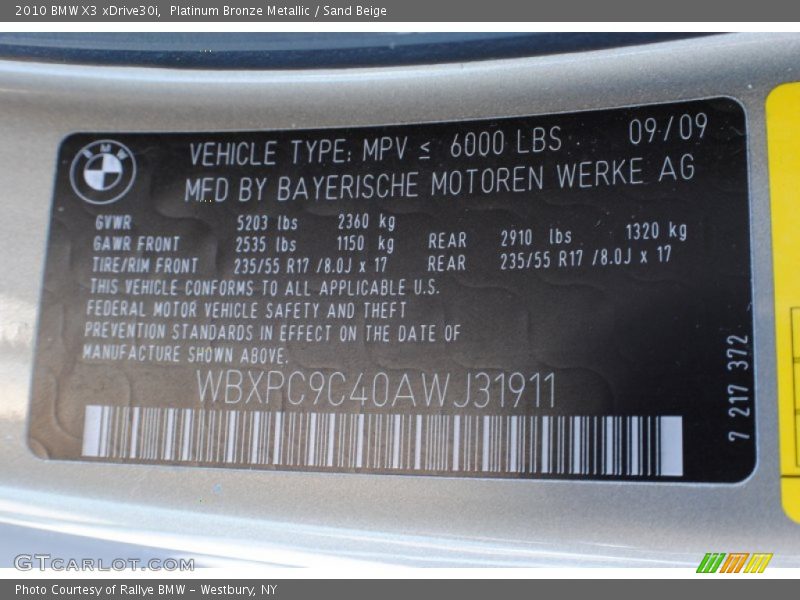 2010 BMW X3 xDrive30i, Platinum Bronze Metallic / Sand Beige
BMW
VEHICLE TYPE: MPV ≤ 6000 LBS 09/09
MFD BY BAYERISCHE MOTOREN WERKE AG
GVWR 5203 lbs 2360 kg
GAWR FRONT 2535 lbs 1150 kg REAR 2910 lbs 1320 kg
TIRE/RIM FRONT 235/55 R17 /8.0J x 17 REAR 235/55 R17 /8.0J x 17
THIS VEHICLE CONFORMS TO ALL APPLICABLE U.S.
FEDERAL MOTOR VEHICLE SAFETY AND THEFT
PREVENTION STANDARDS IN EFFECT ON THE DATE OF
MANUFACTURE SHOWN ABOVE.
WBXPC9C40AWJ31911
7 217 372
GTCARLOT.COM
Photo Courtesy of Rallye BMW - Westbury, NY